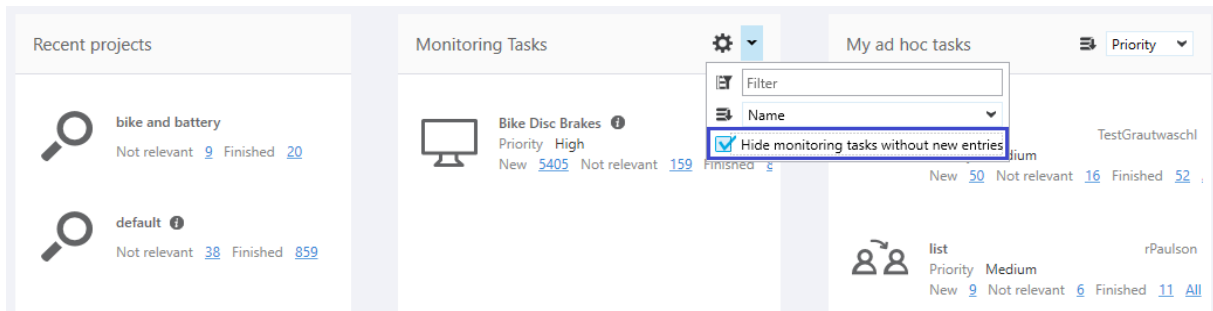 Recent projects
bike and battery
Not relevant 9 Finished 20
default
Not relevant 38 Finished 859
Monitoring Tasks
Filter
Name
Hide monitoring tasks without new entries
Bike Disc Brakes
Priority High
New 5405 Not relevant 159 Finished
My ad hoc tasks Priority
TestGrautwaschl
New 50 Not relevant 16 Finished 52
list rPaulson
Priority Medium
New 9 Not relevant 6 Finished 11 All